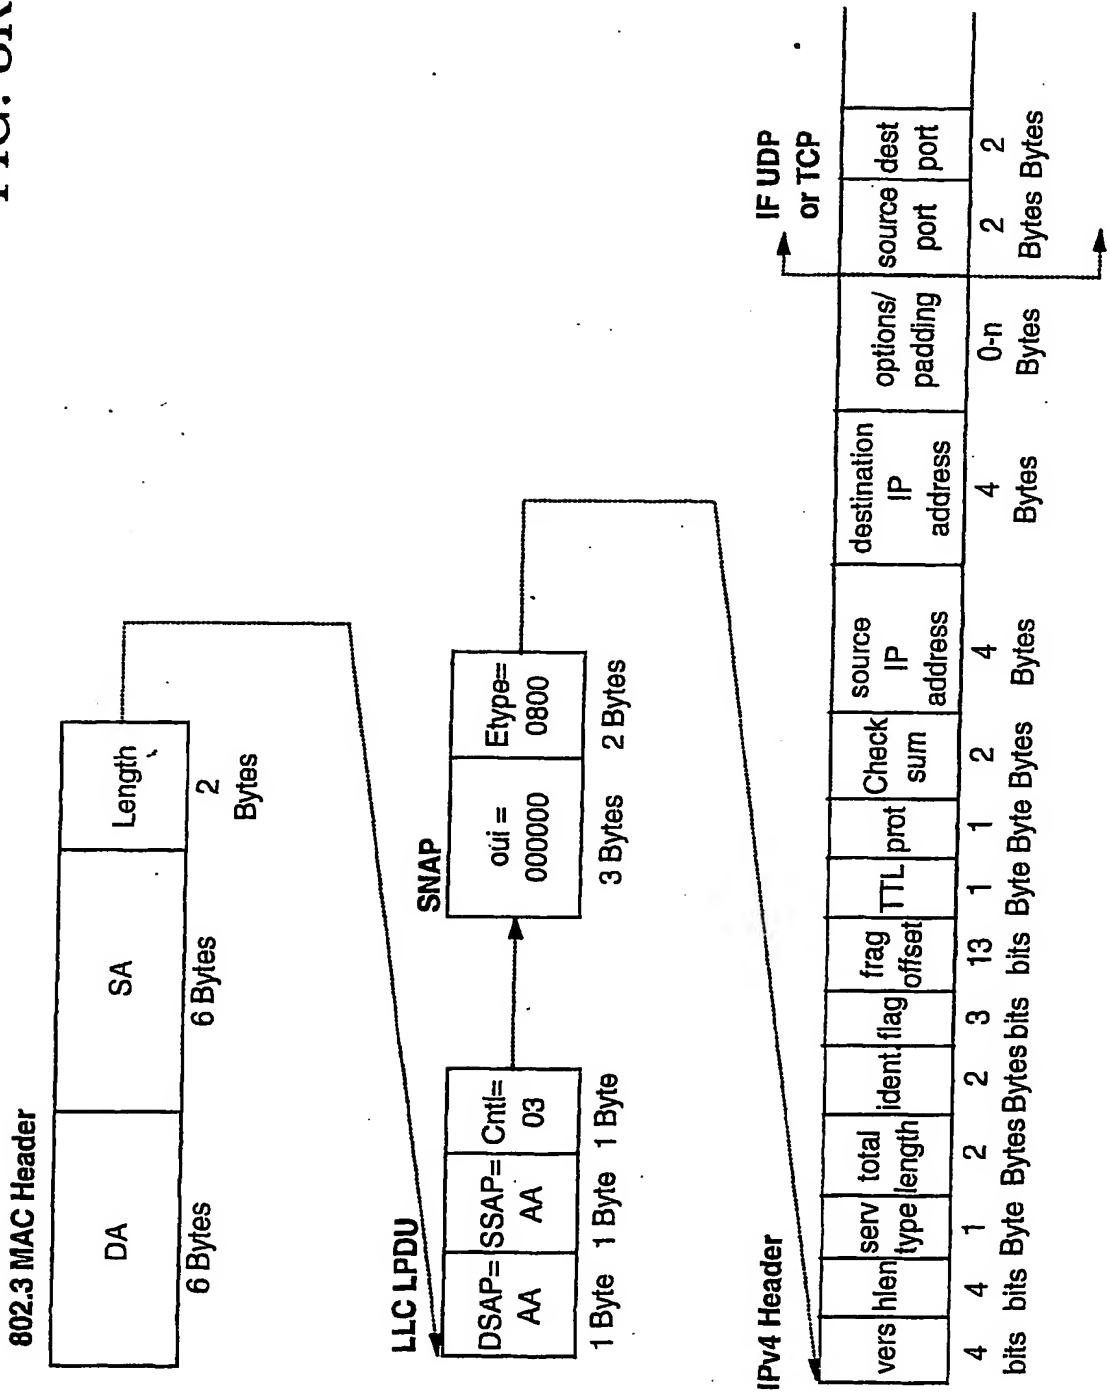 802.3 MAC Header
DA
SA
Length
6 Bytes
6 Bytes
2
Bytes
LLC LPDU
DSAP=
AA
SSAP=
AA
Cntl=
03
1 Byte
1 Byte
1 Byte
SNAP
oui =
000000
Etype=
0800
3 Bytes
2 Bytes
IPv4 Header
IF UDP
or TCP
vers
hlen
serv
type
total
length
ident.
flag
frag
offset
TTL
prot
Check
sum
source
IP
address
destination
IP
address
options/
padding
source
port
dest
port
4
bits
4
bits
1
Byte
2
Bytes
2
Bytes
3
bits
13
bits
1
Byte
1
Byte
2
Bytes
4
Bytes
4
Bytes
0-n
Bytes
2
Bytes
2
Bytes